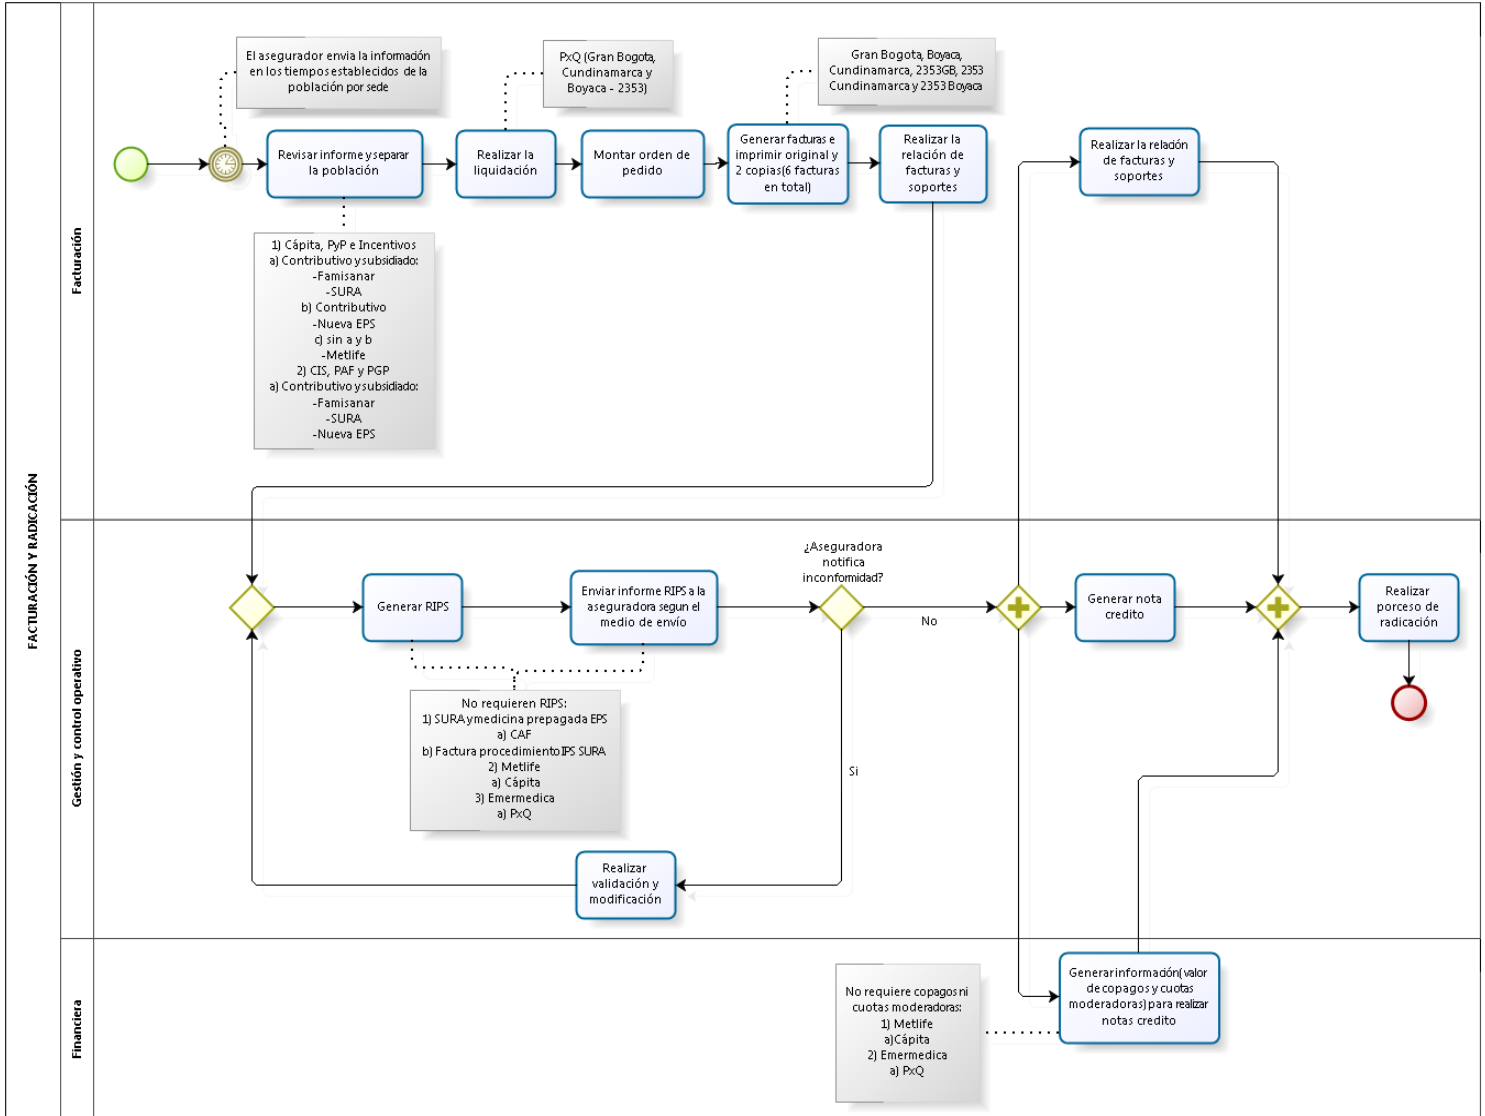 FACTURACIÓN Y RADICACIÓN
Facturación
El asegurador envia la información
en los tiempos establecidos de la
población por sede
PxQ (Gran Bogota,
Cundinamarca y
Boyaca - 2353)
Gran Bogota, Boyaca,
Cundinamarca, 2353GB, 2353
Cundinamarca y 2353 Boyaca
Revisar informe y separar
la población
Realizar la
liquidación
Montar orden de
pedido
Generar facturas e
imprimir original y
2 copias(6 facturas
en total)
Realizar la
relación de
facturas y
soportes
Realizar la relación
de facturas y
soportes
1) Cápita, PyP e Incentivos
a) Contributivo y subsidiado:
-Famisanar
-SURA
b) Contributivo
-Nueva EPS
c) sin a y b
-Metlife
2) CIS, PAF y PGP
a) Contributivo y subsidiado:
-Famisanar
-SURA
-Nueva EPS
Gestión y control operativo
Generar RIPS
Enviar informe RIPS a la
aseguradora segun el
medio de envío
¿Aseguradora
notifica
inconformidad?
No
Si
Generar nota
credito
Realizar
porceso de
radicación
No requieren RIPS:
1) SURA y medicina prepagada EPS
a) CAF
b) Factura procedimiento IPS SURA
2) Metlife
a) Cápita
3) Emermedica
a) PxQ
Realizar
validación y
modificación
Financiera
No requiere copagos ni
cuotas moderadoras:
1) Metlife
a)Cápita
2) Emermedica
a) PxQ
Generar información(valor
de copagos y cuotas
moderadoras) para realizar
notas credito